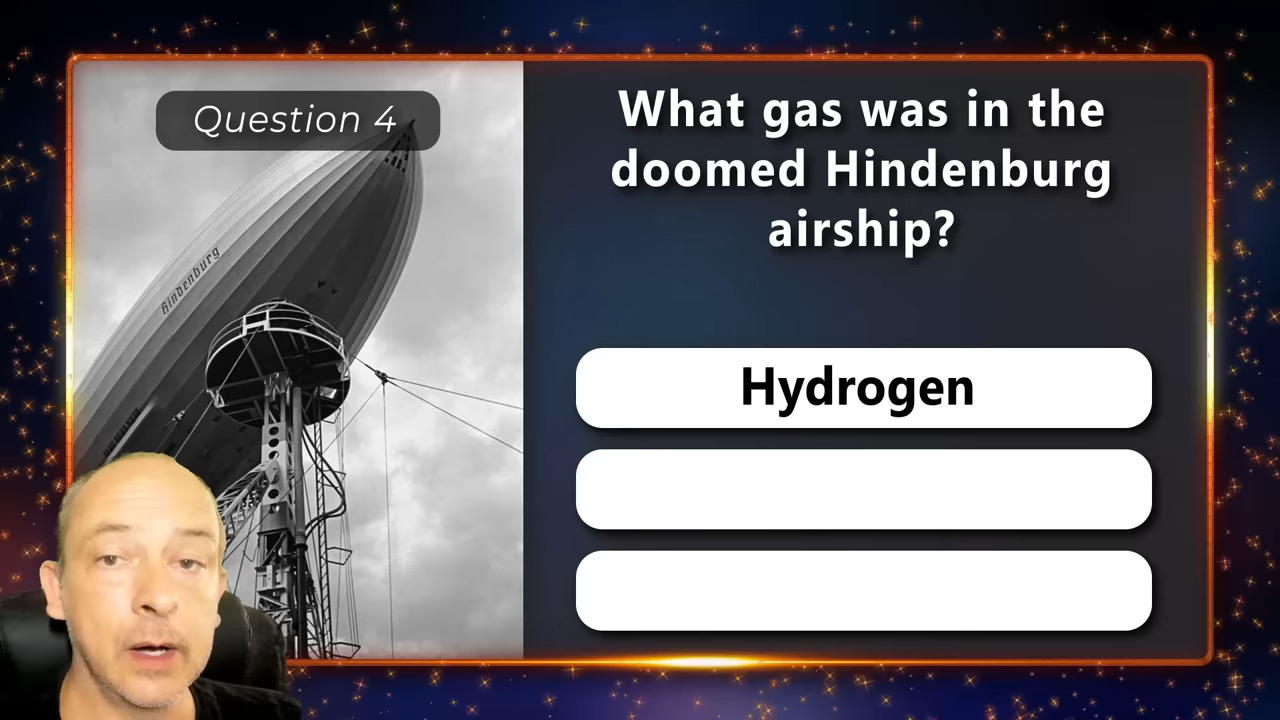 Question 4
What gas was in the
doomed Hindenburg
airship?
Hindenburg
Hydrogen